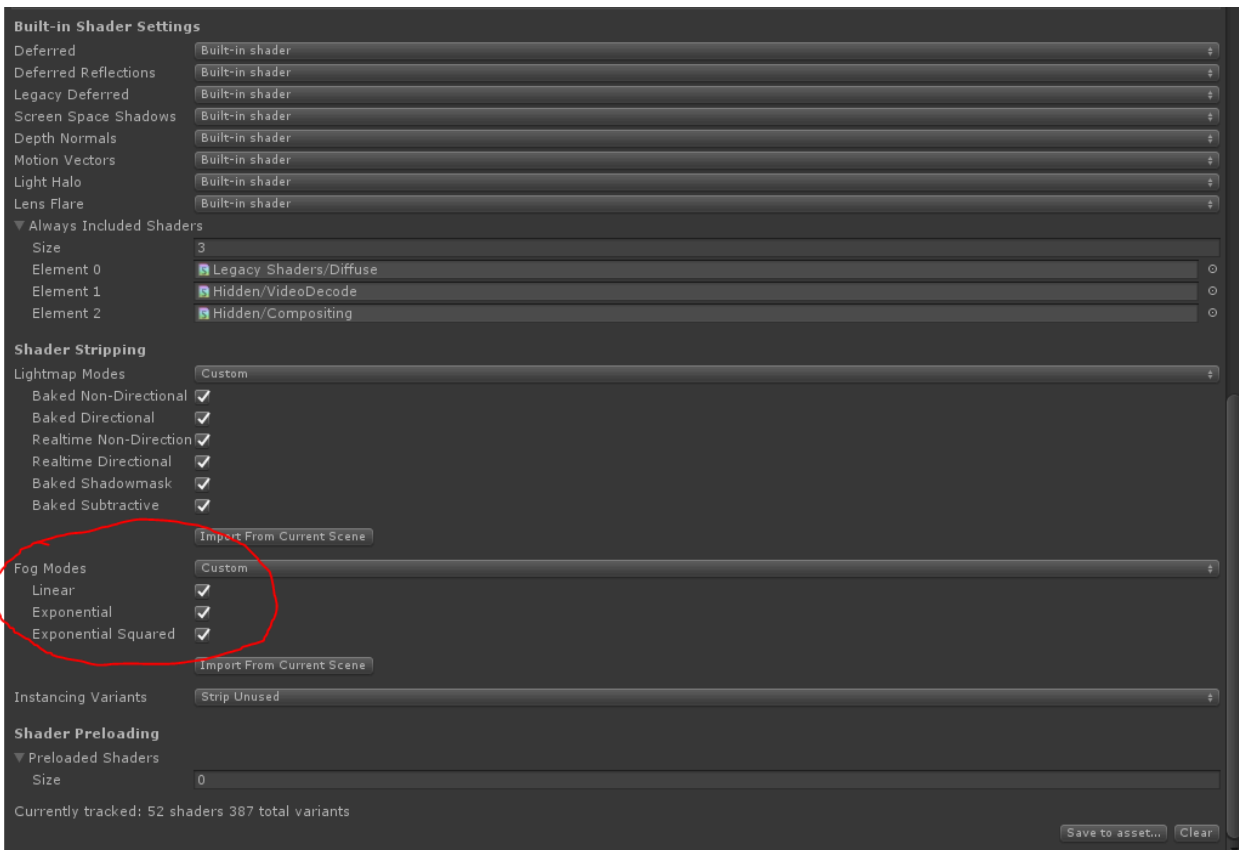 Built-in Shader Settings
Deferred Built-in shader
Deferred Reflections Built-in shader
Legacy Deferred Built-in shader
Screen Space Shadows Built-in shader
Depth Normals Built-in shader
Motion Vectors Built-in shader
Light Halo Built-in shader
Lens Flare Built-in shader
Always Included Shaders
Size 3
Element 0 Legacy Shaders/Diffuse
Element 1 Hidden/VideoDecode
Element 2 Hidden/Compositing
Shader Stripping
Lightmap Modes Custom
Baked Non-Directional
Baked Directional
Realtime Non-Direction
Realtime Directional
Baked Shadowmask
Baked Subtractive
Import From Current Scene
Fog Modes Custom
Linear
Exponential
Exponential Squared
Import From Current Scene
Instancing Variants Strip Unused
Shader Preloading
Preloaded Shaders
Size 0
Currently tracked: 52 shaders 387 total variants
Save to asset... Clear